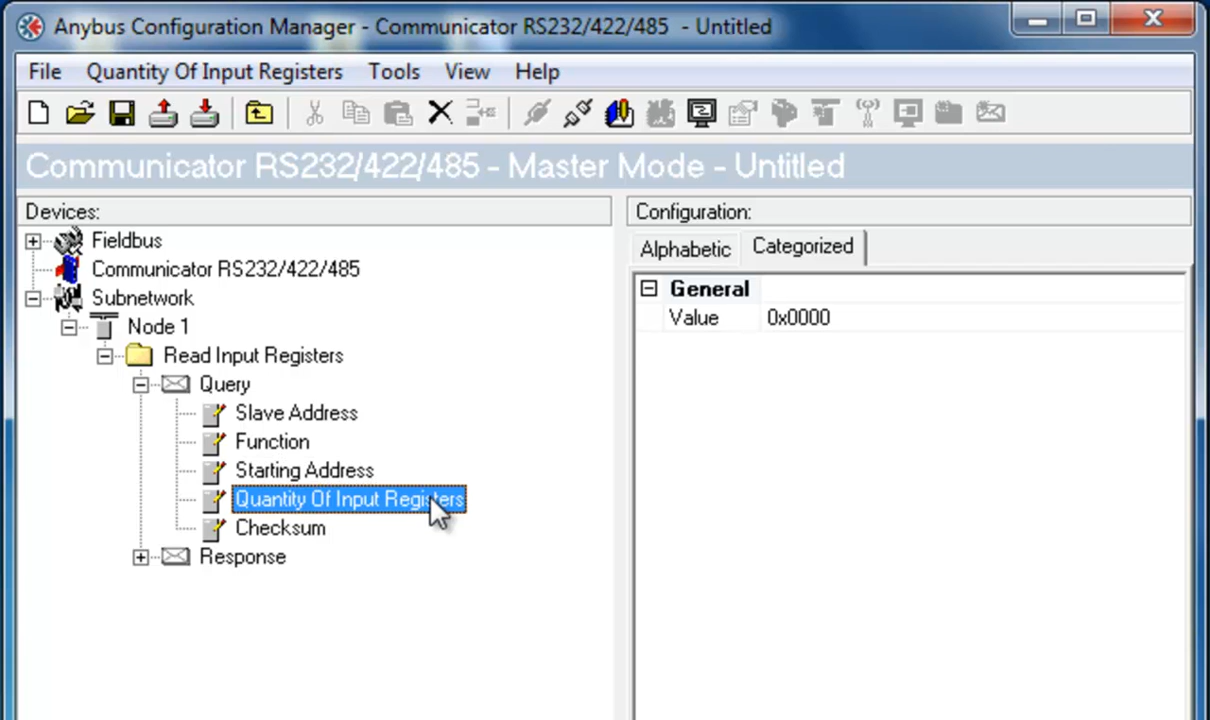 Anybus Configuration Manager - Communicator RS232/422/485 - Untitled
File Quantity Of Input Registers Tools View Help
Communicator RS232/422/485 - Master Mode - Untitled
Devices:
Fieldbus
Communicator RS232/422/485
Subnetwork
Node 1
Read Input Registers
Query
Slave Address
Function
Starting Address
Quantity Of Input Registers
Checksum
Response
Configuration:
Alphabetic Categorized
General
Value 0x0000